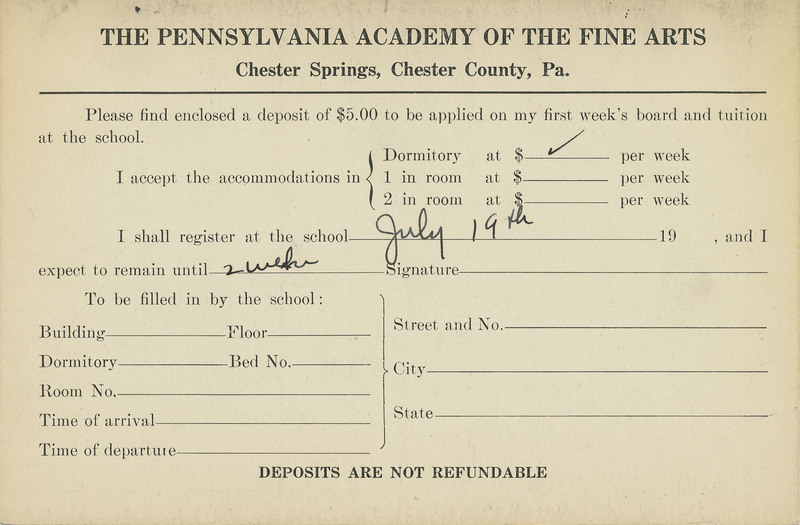 THE PENNSYLVANIA ACADEMY OF THE FINE ARTS
Chester Springs, Chester County, Pa.
Please find enclosed a deposit of $5.00 to be applied on my first week's board and tuition
at the school.
I accept the accommodations in
Dormitory at $ ✓ per week
1 in room at $ per week
2 in room at $ per week
I shall register at the school July 19th 19 , and I
expect to remain until 2 weeks Signature
To be filled in by the school:
Building Floor
Dormitory Bed No.
Room No.
Time of arrival
Time of departure
Street and No.
City
State
DEPOSITS ARE NOT REFUNDABLE